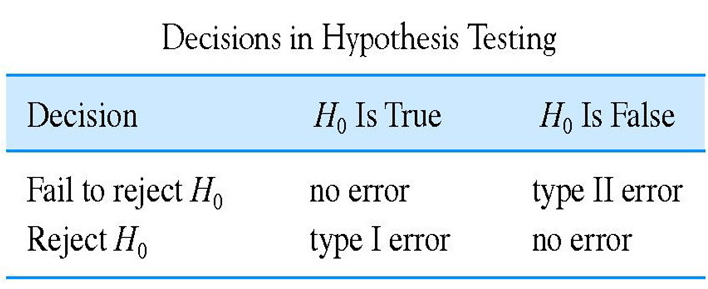 Decisions in Hypothesis Testing
Decision H₀ Is True H₀ Is False
Fail to reject H₀ no error type II error
Reject H₀ type I error no error